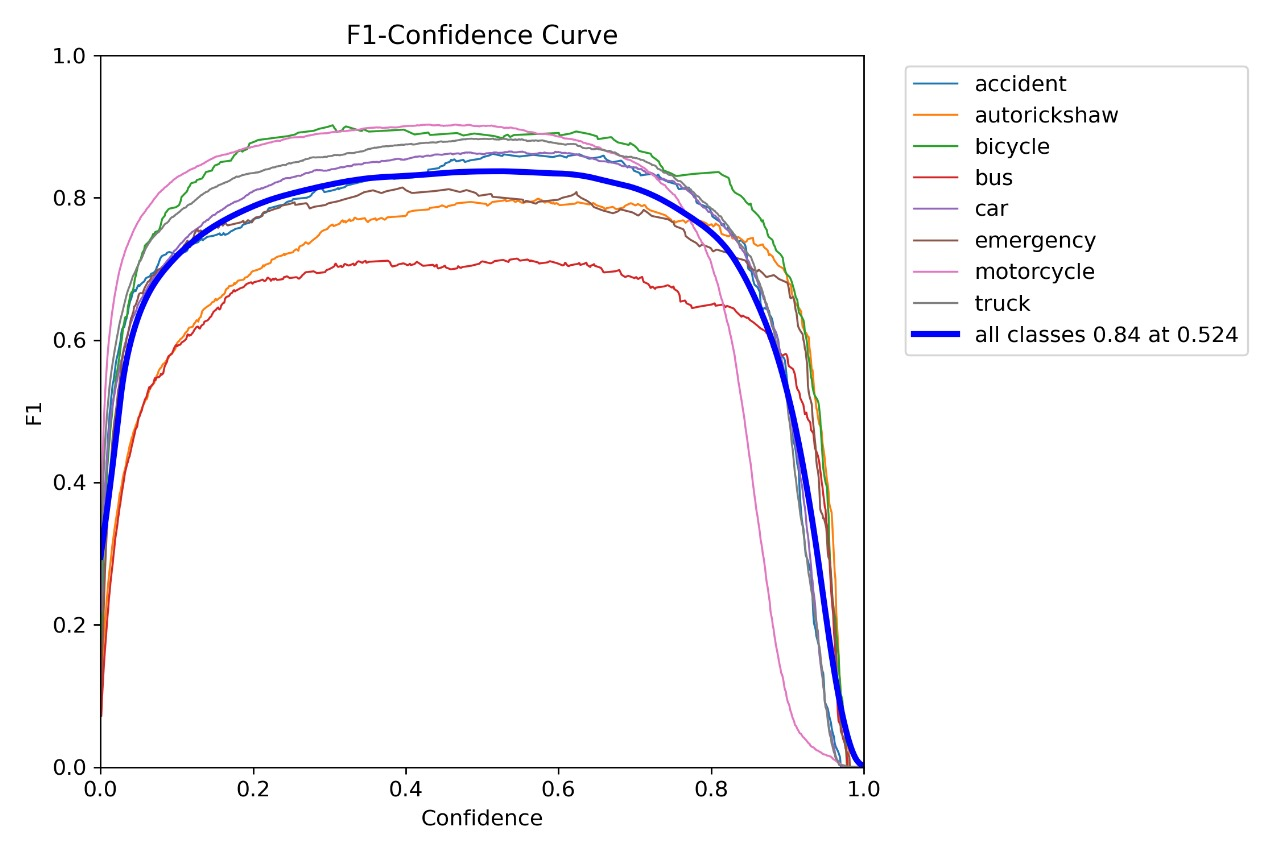 F1-Confidence Curve
1.0
0.8
0.6
0.4
0.2
0.0
F1
0.0 0.2 0.4 0.6 0.8 1.0
Confidence
accident
autorickshaw
bicycle
bus
car
emergency
motorcycle
truck
all classes 0.84 at 0.524